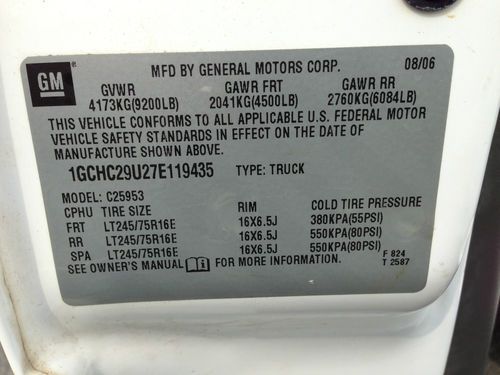 GM
MFD BY GENERAL MOTORS CORP. 08/06
GVWR GAWR FRT GAWR RR
4173KG(9200LB) 2041KG(4500LB) 2760KG(6084LB)
THIS VEHICLE CONFORMS TO ALL APPLICABLE U.S. FEDERAL MOTOR
VEHICLE SAFETY STANDARDS IN EFFECT ON THE DATE OF
MANUFACTURE SHOWN ABOVE.
1GCHC29U27E119435 TYPE: TRUCK
MODEL: C25953
CPHU TIRE SIZE RIM COLD TIRE PRESSURE
FRT LT245/75R16E 16X6.5J 380KPA(55PSI)
RR LT245/75R16E 16X6.5J 550KPA(80PSI)
SPA LT245/75R16E 16X6.5J 550KPA(80PSI)
SEE OWNER'S MANUAL FOR MORE INFORMATION.
F 824
T 2587